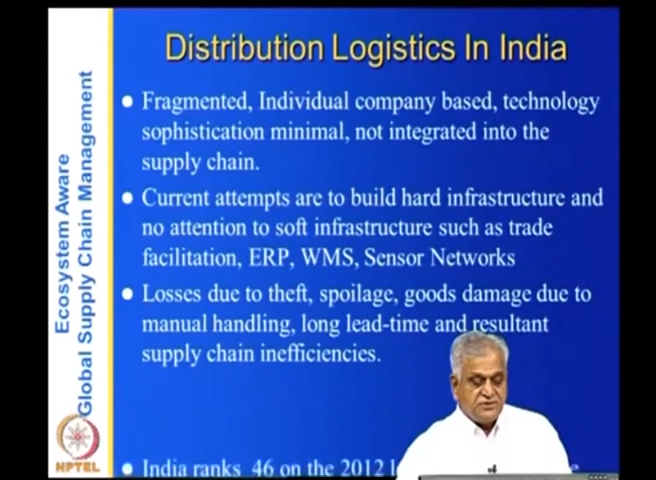 Distribution Logistics In India
Fragmented, Individual company based, technology
sophistication minimal, not integrated into the
supply chain.
Current attempts are to build hard infrastructure and
no attention to soft infrastructure such as trade
facilitation, ERP, WMS, Sensor Networks
Losses due to theft, spoilage, goods damage due to
manual handling, long lead-time and resultant
supply chain inefficiencies.
India ranks 46 on the 2012
Ecosystem Aware
Global Supply Chain Management
NPTEL